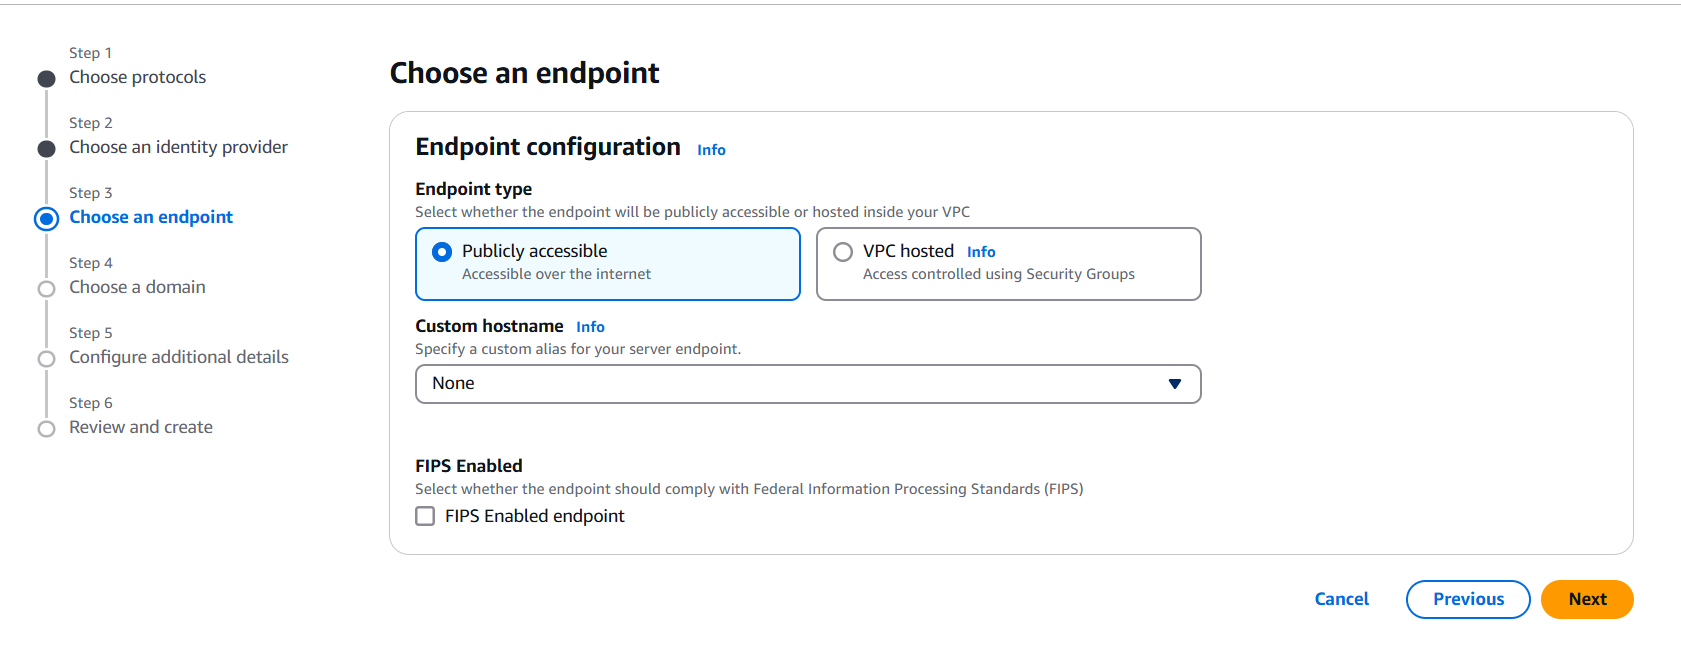 Step 1
Choose protocols
Step 2
Choose an identity provider
Step 3
Choose an endpoint
Step 4
Choose a domain
Step 5
Configure additional details
Step 6
Review and create
Choose an endpoint
Endpoint configuration Info
Endpoint type
Select whether the endpoint will be publicly accessible or hosted inside your VPC
Publicly accessible
Accessible over the internet
VPC hosted Info
Access controlled using Security Groups
Custom hostname Info
Specify a custom alias for your server endpoint.
None
FIPS Enabled
Select whether the endpoint should comply with Federal Information Processing Standards (FIPS)
FIPS Enabled endpoint
Cancel
Previous
Next